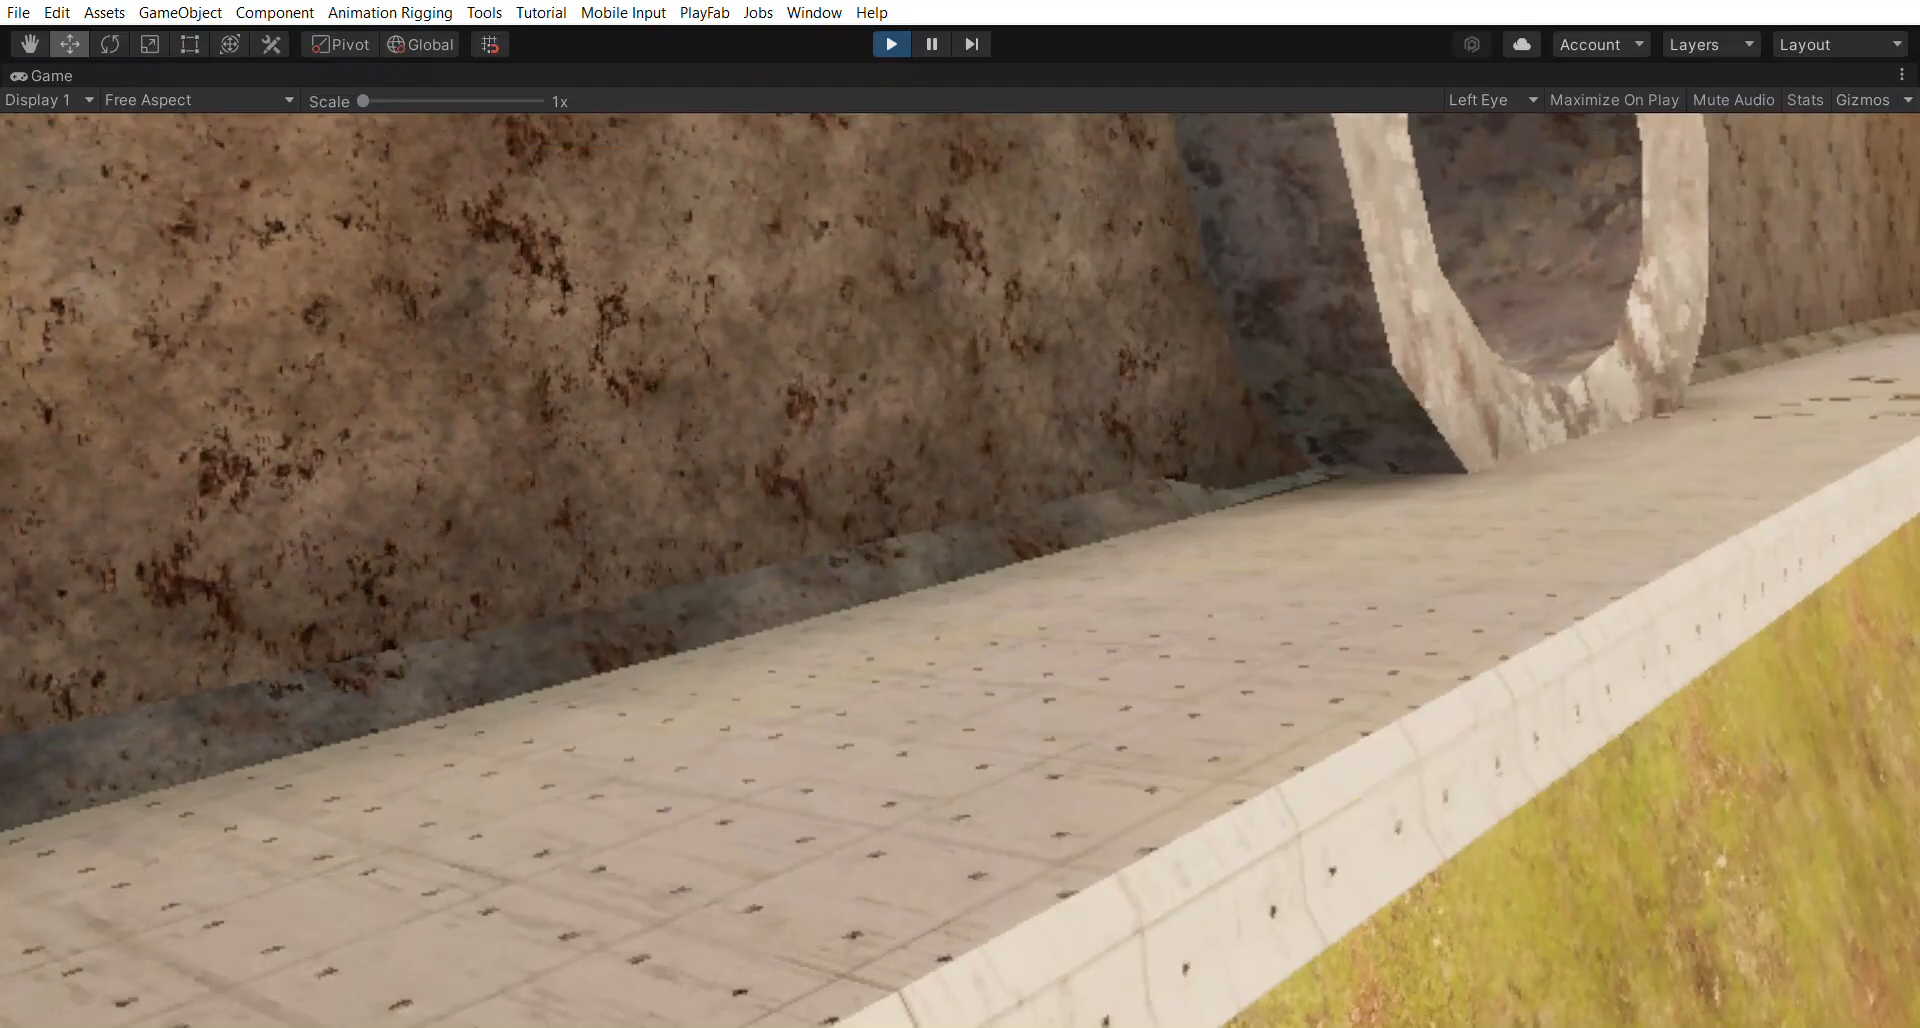 File Edit Assets GameObject Component Animation Rigging Tools Tutorial Mobile Input PlayFab Jobs Window Help
Pivot Global Account Layers Layout
Game
Display 1 Free Aspect Scale 1x Left Eye Maximize On Play Mute Audio Stats Gizmos